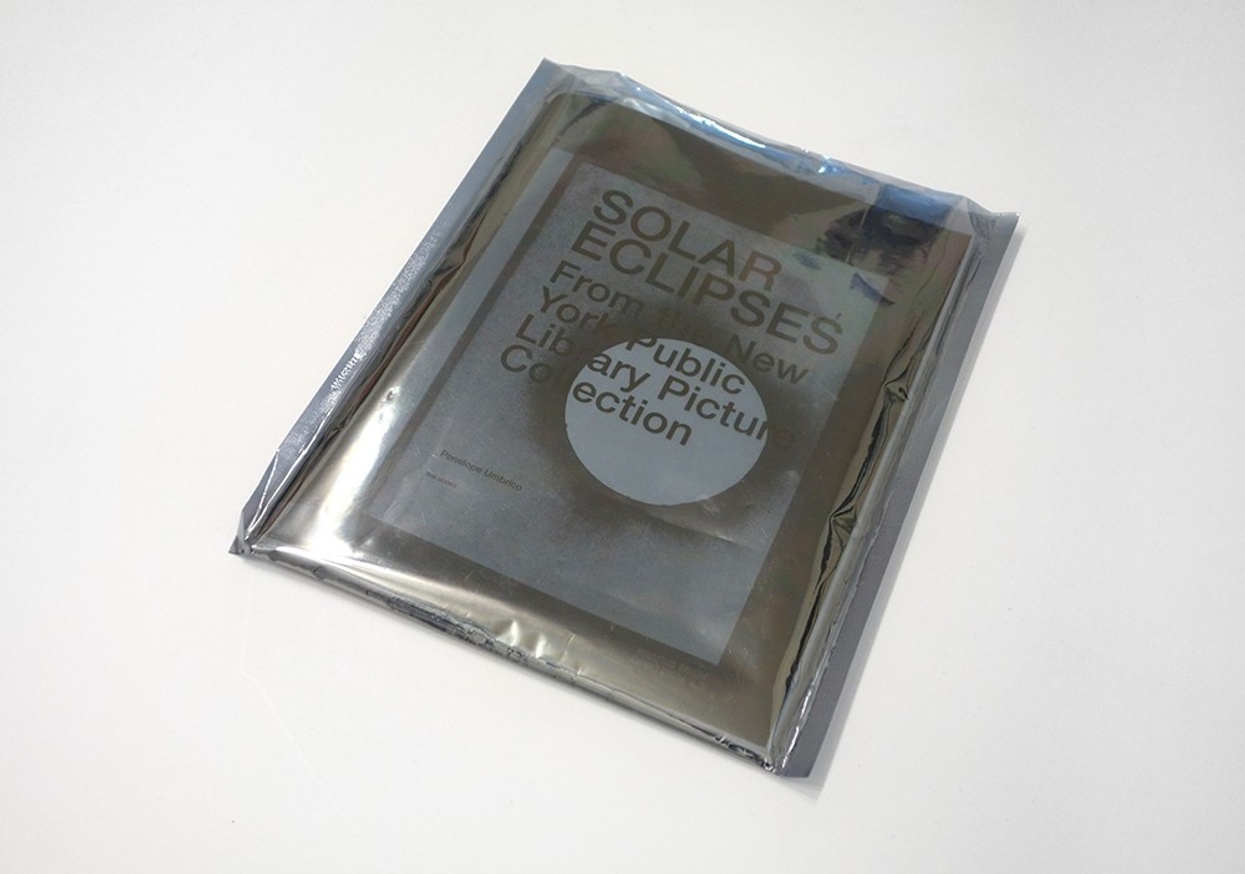 SOLAR
ECLIPSES
From the New
York Public
Library Picture
Collection
Penelope Umbrico